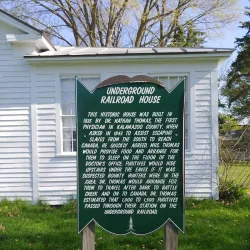 UNDERGROUND
RAILROAD HOUSE
THIS HISTORIC HOUSE WAS BUILT IN
1835 BY DR. NATHAN THOMAS, THE FIRST
PHYSICIAN IN KALAMAZOO COUNTY. WHEN
ASKED IN 1840 TO ASSIST ESCAPING
SLAVES FROM THE SOUTH TO REACH
CANADA, HE QUICKLY AGREED. MRS. THOMAS
WOULD PROVIDE FOOD AND ARRANGE FOR
THEM TO SLEEP ON THE FLOOR OF THE
DOCTOR'S OFFICE. FUGITIVES WOULD HIDE
UPSTAIRS UNDER THE EAVES IF IT WAS
SUSPECTED BOUNTY HUNTERS WERE IN THE
AREA. DR. THOMAS WOULD ARRANGE FOR
THEM TO TRAVEL AFTER DARK TO BATTLE
CREEK AND ON TO CANADA. DR. THOMAS
ESTIMATED THAT 1,000 TO 1,500 FUGITIVES
PASSED THROUGH THEIR STATION ON THE
UNDERGROUND RAILROAD.